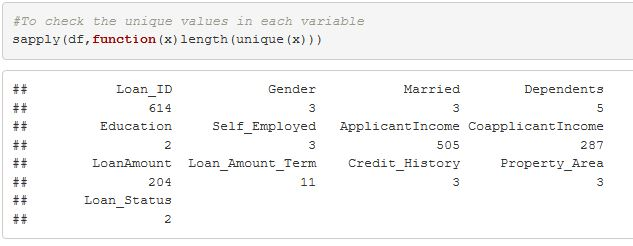 #To check the unique values in each variable
sapply(df,function(x)length(unique(x)))
## Loan_ID Gender Married Dependents
## 614 3 3 5
## Education Self_Employed ApplicantIncome CoapplicantIncome
## 2 3 505 287
## LoanAmount Loan_Amount_Term Credit_History Property_Area
## 204 11 3 3
## Loan_Status
## 2